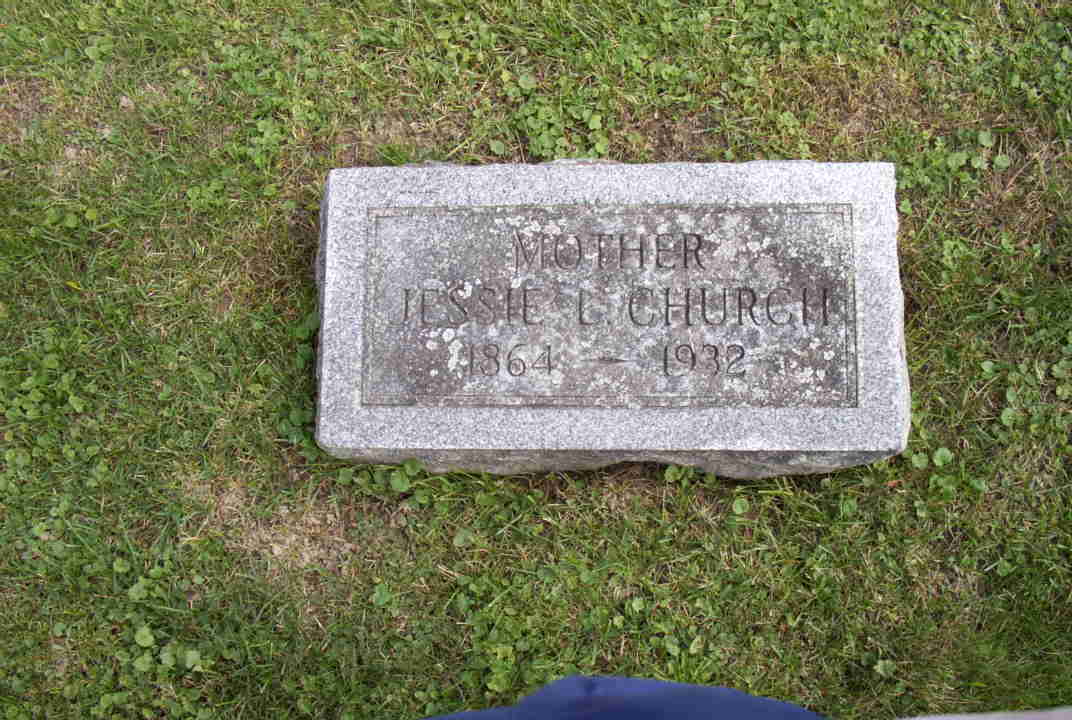 MOTHER
JESSIE L. CHURCH
1864 — 1932